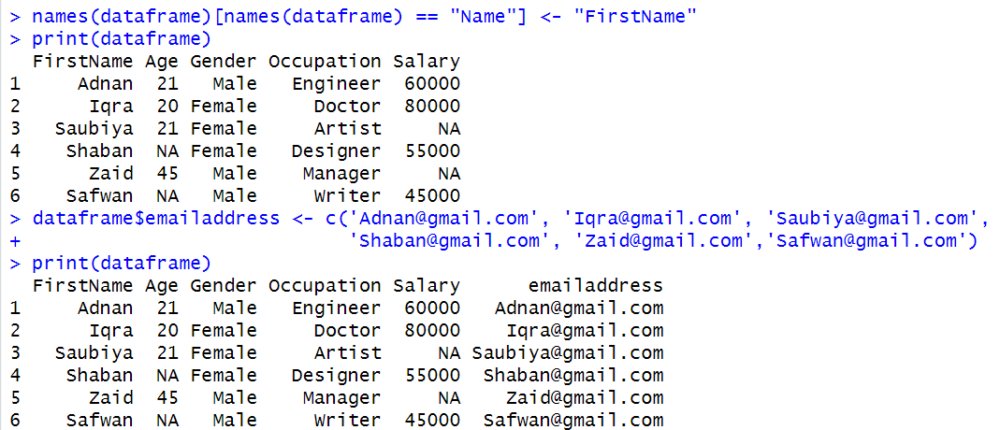 > names(dataframe)[names(dataframe) == "Name"] <- "FirstName"
> print(dataframe)
  FirstName Age Gender Occupation Salary
1     Adnan  21   Male   Engineer  60000
2      Iqra  20 Female     Doctor  80000
3   Saubiya  21 Female     Artist     NA
4    Shaban  NA Female   Designer  55000
5      Zaid  45   Male    Manager     NA
6    Safwan  NA   Male     Writer  45000
> dataframe$emailaddress <- c('Adnan@gmail.com', 'Iqra@gmail.com', 'Saubiya@gmail.com',
+                             'Shaban@gmail.com', 'Zaid@gmail.com','Safwan@gmail.com')
> print(dataframe)
  FirstName Age Gender Occupation Salary      emailaddress
1     Adnan  21   Male   Engineer  60000   Adnan@gmail.com
2      Iqra  20 Female     Doctor  80000    Iqra@gmail.com
3   Saubiya  21 Female     Artist     NA Saubiya@gmail.com
4    Shaban  NA Female   Designer  55000  Shaban@gmail.com
5      Zaid  45   Male    Manager     NA    Zaid@gmail.com
6    Safwan  NA   Male     Writer  45000  Safwan@gmail.com